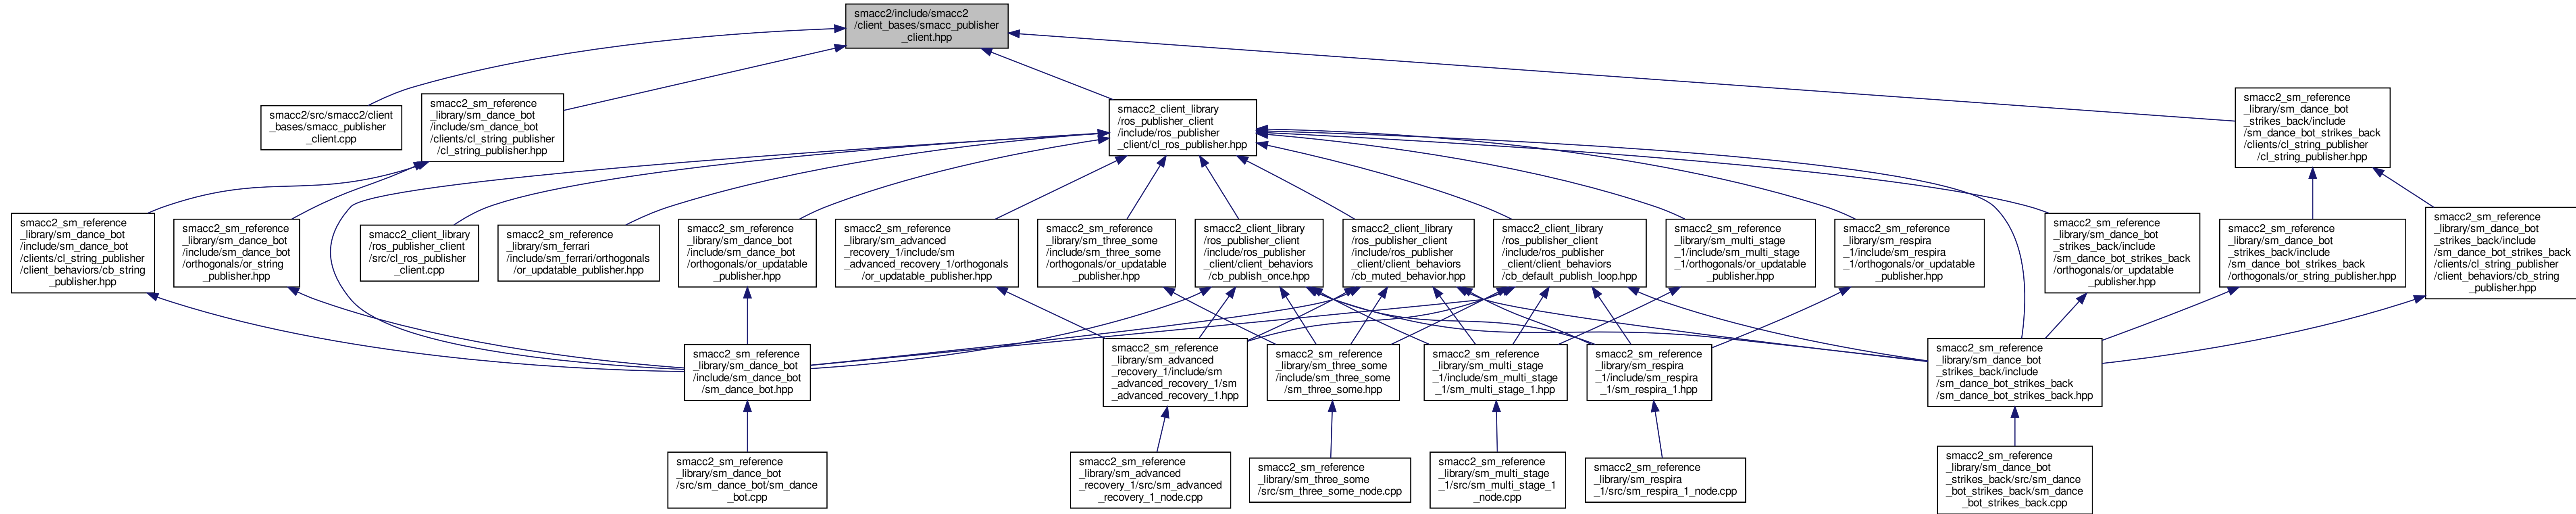 smacc2/include/smacc2
/client_bases/smacc_publisher
_client.hpp
smacc2/src/smacc2/client
_bases/smacc_publisher
_client.cpp
smacc2_sm_reference
_library/sm_dance_bot
/include/sm_dance_bot
/clients/cl_string_publisher
/cl_string_publisher.hpp
smacc2_client_library
/ros_publisher_client
/include/ros_publisher
_client/cl_ros_publisher.hpp
smacc2_sm_reference
_library/sm_dance_bot
_strikes_back/include
/sm_dance_bot_strikes_back
/clients/cl_string_publisher
/cl_string_publisher.hpp
smacc2_sm_reference
_library/sm_dance_bot
/include/sm_dance_bot
/clients/cl_string_publisher
/client_behaviors/cb_string
_publisher.hpp
smacc2_sm_reference
_library/sm_dance_bot
/include/sm_dance_bot
/orthogonals/or_string
_publisher.hpp
smacc2_client_library
/ros_publisher_client
/src/cl_ros_publisher
_client.cpp
smacc2_sm_reference
_library/sm_ferrari
/include/sm_ferrari/orthogonals
/or_updatable_publisher.hpp
smacc2_sm_reference
_library/sm_dance_bot
/include/sm_dance_bot
/orthogonals/or_updatable
_publisher.hpp
smacc2_sm_reference
_library/sm_advanced
_recovery_1/include/sm
_advanced_recovery_1/orthogonals
/or_updatable_publisher.hpp
smacc2_sm_reference
_library/sm_three_some
/include/sm_three_some
/orthogonals/or_updatable
_publisher.hpp
smacc2_client_library
/ros_publisher_client
/include/ros_publisher
_client/client_behaviors
/cb_publish_once.hpp
smacc2_client_library
/ros_publisher_client
/include/ros_publisher
_client/client_behaviors
/cb_muted_behavior.hpp
smacc2_client_library
/ros_publisher_client
/include/ros_publisher
_client/client_behaviors
/cb_default_publish_loop.hpp
smacc2_sm_reference
_library/sm_multi_stage
_1/include/sm_multi_stage
_1/orthogonals/or_updatable
_publisher.hpp
smacc2_sm_reference
_library/sm_respira
_1/include/sm_respira
_1/orthogonals/or_updatable
_publisher.hpp
smacc2_sm_reference
_library/sm_dance_bot
_strikes_back/include
/sm_dance_bot_strikes_back
/orthogonals/or_updatable
_publisher.hpp
smacc2_sm_reference
_library/sm_dance_bot
_strikes_back/include
/sm_dance_bot_strikes_back
/orthogonals/or_string_publisher.hpp
smacc2_sm_reference
_library/sm_dance_bot
_strikes_back/include
/sm_dance_bot_strikes_back
/clients/cl_string_publisher
/client_behaviors/cb_string
_publisher.hpp
smacc2_sm_reference
_library/sm_dance_bot
/include/sm_dance_bot
/sm_dance_bot.hpp
smacc2_sm_reference
_library/sm_advanced
_recovery_1/include/sm
_advanced_recovery_1/sm
_advanced_recovery_1.hpp
smacc2_sm_reference
_library/sm_three_some
/include/sm_three_some
/sm_three_some.hpp
smacc2_sm_reference
_library/sm_multi_stage
_1/include/sm_multi_stage
_1/sm_multi_stage_1.hpp
smacc2_sm_reference
_library/sm_respira
_1/include/sm_respira
_1/sm_respira_1.hpp
smacc2_sm_reference
_library/sm_dance_bot
_strikes_back/include
/sm_dance_bot_strikes_back
/sm_dance_bot_strikes_back.hpp
smacc2_sm_reference
_library/sm_dance_bot
/src/sm_dance_bot/sm_dance
_bot.cpp
smacc2_sm_reference
_library/sm_advanced
_recovery_1/src/sm_advanced
_recovery_1_node.cpp
smacc2_sm_reference
_library/sm_three_some
/src/sm_three_some_node.cpp
smacc2_sm_reference
_library/sm_multi_stage
_1/src/sm_multi_stage_1
_node.cpp
smacc2_sm_reference
_library/sm_respira
_1/src/sm_respira_1_node.cpp
smacc2_sm_reference
_library/sm_dance_bot
_strikes_back/src/sm_dance
_bot_strikes_back/sm_dance
_bot_strikes_back.cpp